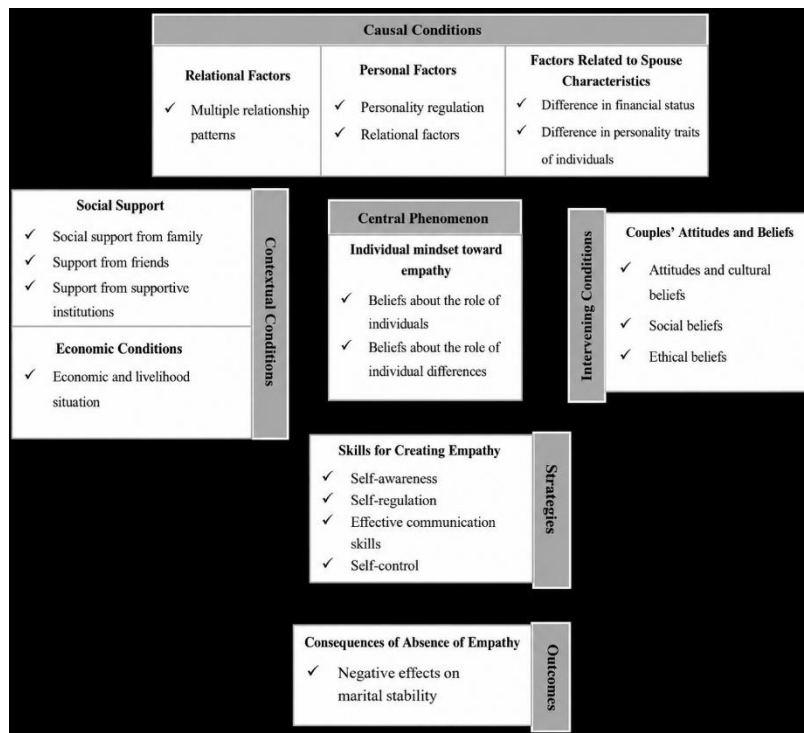 Causal Conditions
Relational Factors
✓ Multiple relationship
patterns
Personal Factors
✓ Personality regulation
✓ Relational factors
Factors Related to Spouse
Characteristics
✓ Difference in financial status
✓ Difference in personality traits
of individuals
Social Support
✓ Social support from family
✓ Support from friends
✓ Support from supportive
institutions
Economic Conditions
✓ Economic and livelihood
situation
Contextual Conditions
Central Phenomenon
Individual mindset toward
empathy
✓ Beliefs about the role of
individuals
✓ Beliefs about the role of
individual differences
Intervening Conditions
Couples' Attitudes and Beliefs
✓ Attitudes and cultural
beliefs
✓ Social beliefs
✓ Ethical beliefs
Skills for Creating Empathy
✓ Self-awareness
✓ Self-regulation
✓ Effective communication
skills
✓ Self-control
Strategies
Consequences of Absence of Empathy
✓ Negative effects on
marital stability
Outcomes